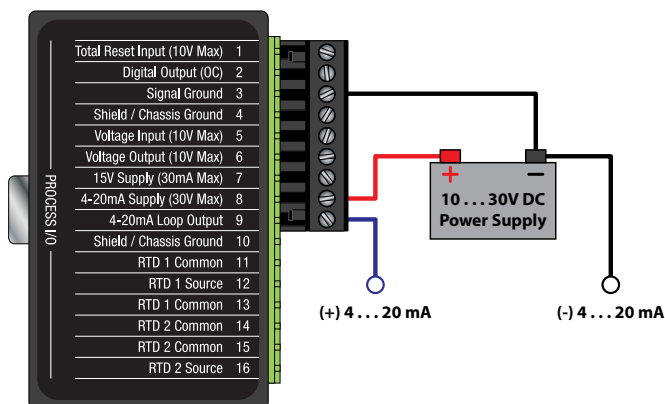 Total Reset Input (10V Max) 1
Digital Output (OC) 2
Signal Ground 3
Shield / Chassis Ground 4
Voltage Input (10V Max) 5
Voltage Output (10V Max) 6
15V Supply (30mA Max) 7
4-20mA Supply (30V Max) 8
4-20mA Loop Output 9
Shield / Chassis Ground 10
RTD 1 Common 11
RTD 1 Source 12
RTD 1 Common 13
RTD 2 Common 14
RTD 2 Common 15
RTD 2 Source 16
PROCESS I/O
+ −
10 . . . 30V DC
Power Supply
(+) 4 . . . 20 mA
(-) 4 . . . 20 mA